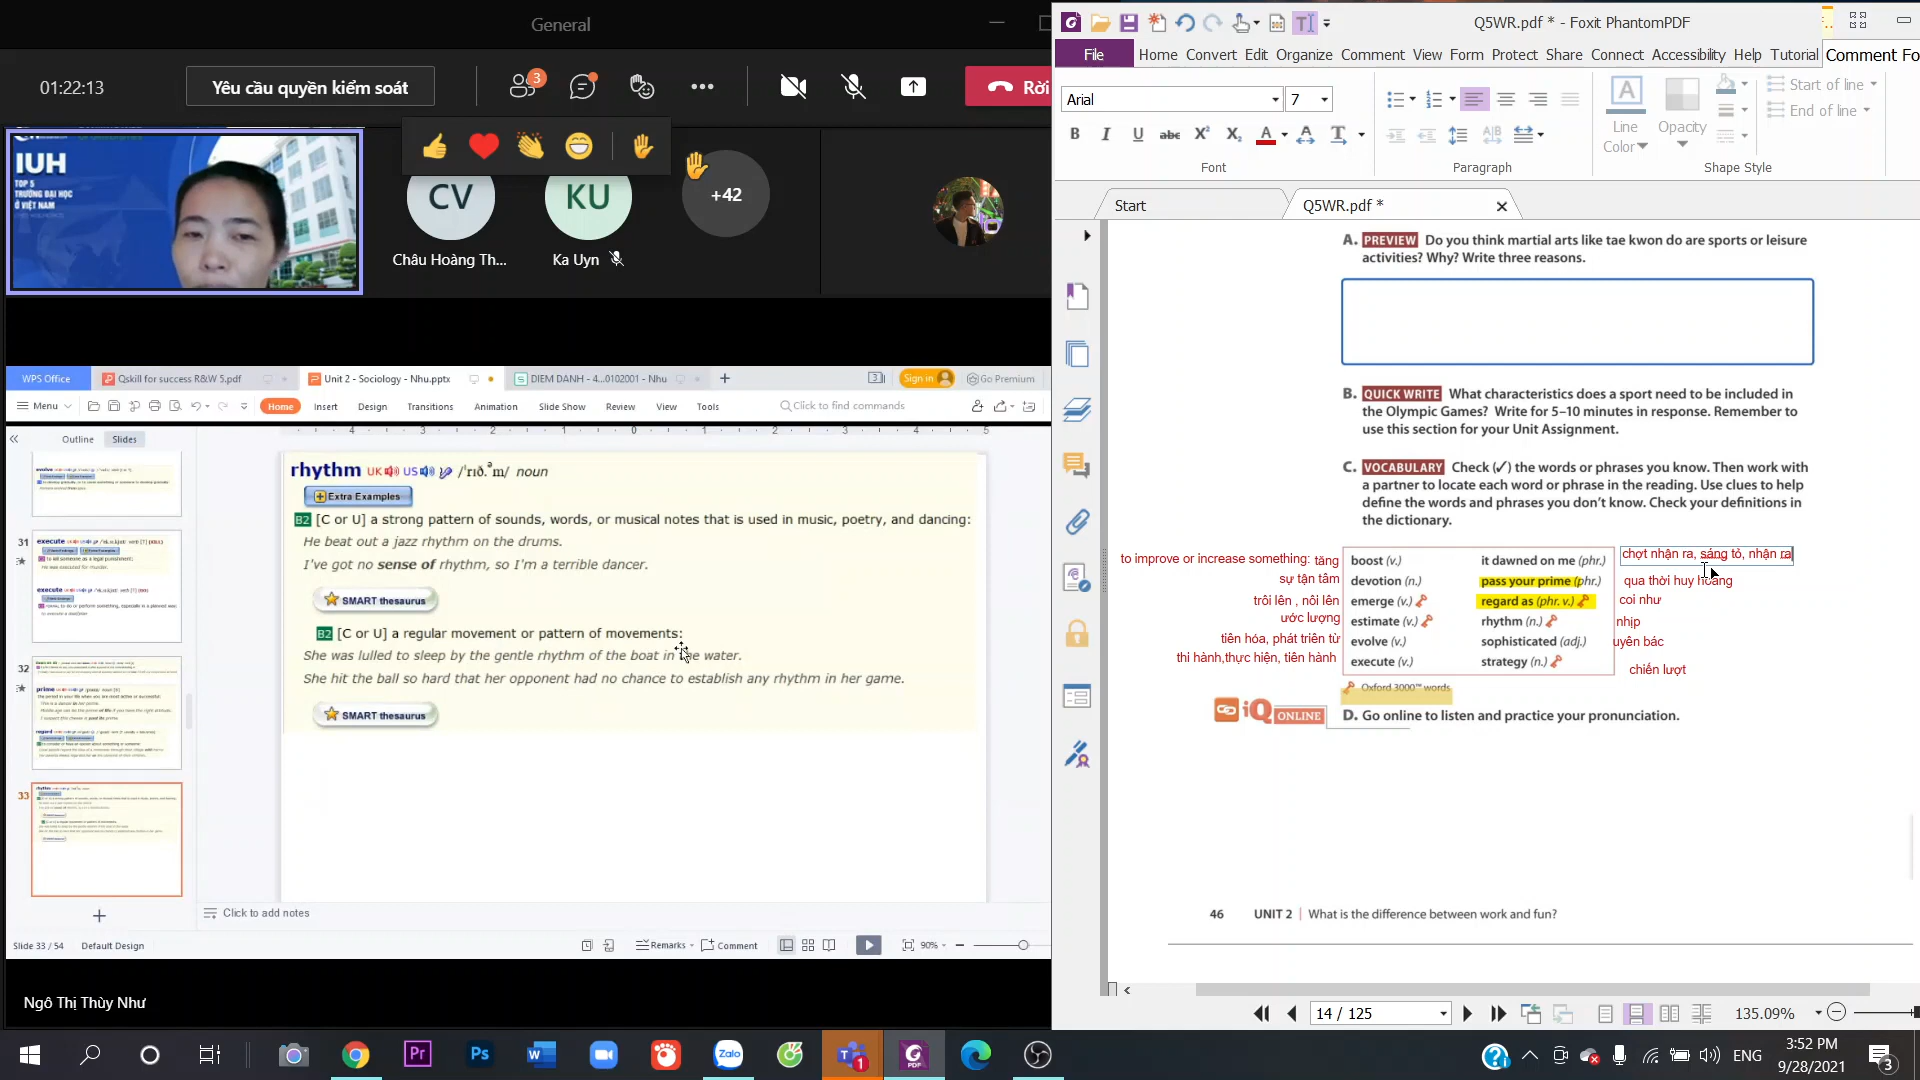 General
01:22:13
Yêu cầu quyền kiểm soát
3
Rời
IUH
TOP 5
TRƯỜNG ĐẠI HỌC
Ở VIỆT NAM
CV
KU
+42
Châu Hoàng Th...
Ka Uyn
WPS Office
Qskill for success R&W 5.pdf
Unit 2 - Sociology - Nhu.pptx
DIEM DANH - 4...0102001 - Nhu
Sign in
Go Premium
Menu
Home
Insert
Design
Transitions
Animation
Slide Show
Review
View
Tools
Click to find commands
Outline
Slides
31
32
33
rhythm UK US /ˈrɪð.ᵊm/ noun
Extra Examples
B2 [C or U] a strong pattern of sounds, words, or musical notes that is used in music, poetry, and dancing:
He beat out a jazz rhythm on the drums.
I've got no sense of rhythm, so I'm a terrible dancer.
SMART thesaurus
B2 [C or U] a regular movement or pattern of movements:
She was lulled to sleep by the gentle rhythm of the boat in the water.
She hit the ball so hard that her opponent had no chance to establish any rhythm in her game.
SMART thesaurus
Click to add notes
Slide 33 / 54
Default Design
Remarks
Comment
90%
Ngô Thị Thùy Như
Q5WR.pdf * - Foxit PhantomPDF
File
Home
Convert
Edit
Organize
Comment
View
Form
Protect
Share
Connect
Accessibility
Help
Tutorial
Comment Fo
Arial
7
Font
Paragraph
Line
Color
Opacity
Start of line
End of line
Shape Style
Start
Q5WR.pdf *
A. PREVIEW Do you think martial arts like tae kwon do are sports or leisure
activities? Why? Write three reasons.
B. QUICK WRITE What characteristics does a sport need to be included in
the Olympic Games? Write for 5–10 minutes in response. Remember to
use this section for your Unit Assignment.
C. VOCABULARY Check (✓) the words or phrases you know. Then work with
a partner to locate each word or phrase in the reading. Use clues to help
define the words and phrases you don't know. Check your definitions in
the dictionary.
to improve or increase something: tăng
boost (v.)
it dawned on me (phr.)
chợt nhận ra, sáng tỏ, nhận ra
sự tận tâm
devotion (n.)
pass your prime (phr.)
qua thời huy hoàng
trồi lên , nổi lên
emerge (v.)
regard as (phr. v.)
coi như
ước lượng
estimate (v.)
rhythm (n.)
nhịp
tiến hóa, phát triển từ
evolve (v.)
sophisticated (adj.)
uyên bác
thi hành,thực hiện, tiến hành
execute (v.)
strategy (n.)
chiến lượt
Oxford 3000™ words
iQ ONLINE
D. Go online to listen and practice your pronunciation.
46 UNIT 2 | What is the difference between work and fun?
14 / 125
135.09%
ENG
3:52 PM
9/28/2021
3